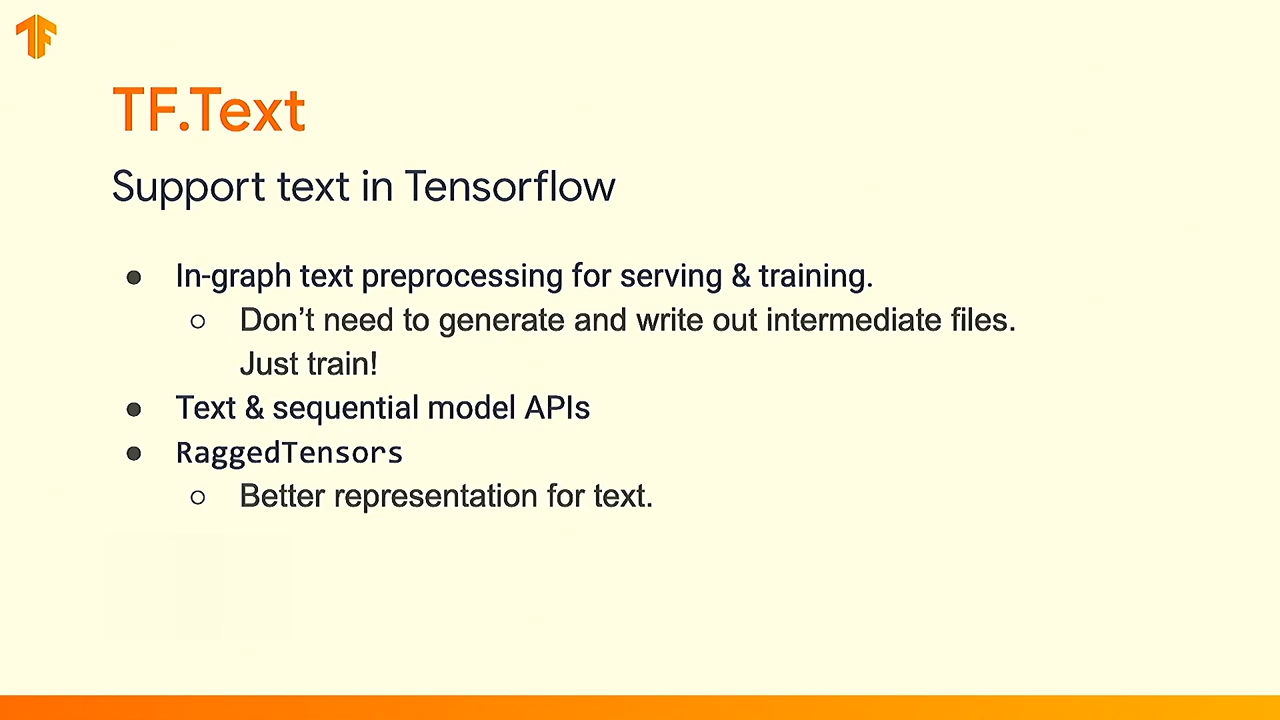 TF.Text
Support text in Tensorflow
● In-graph text preprocessing for serving & training.
○ Don't need to generate and write out intermediate files.
Just train!
● Text & sequential model APIs
● RaggedTensors
○ Better representation for text.